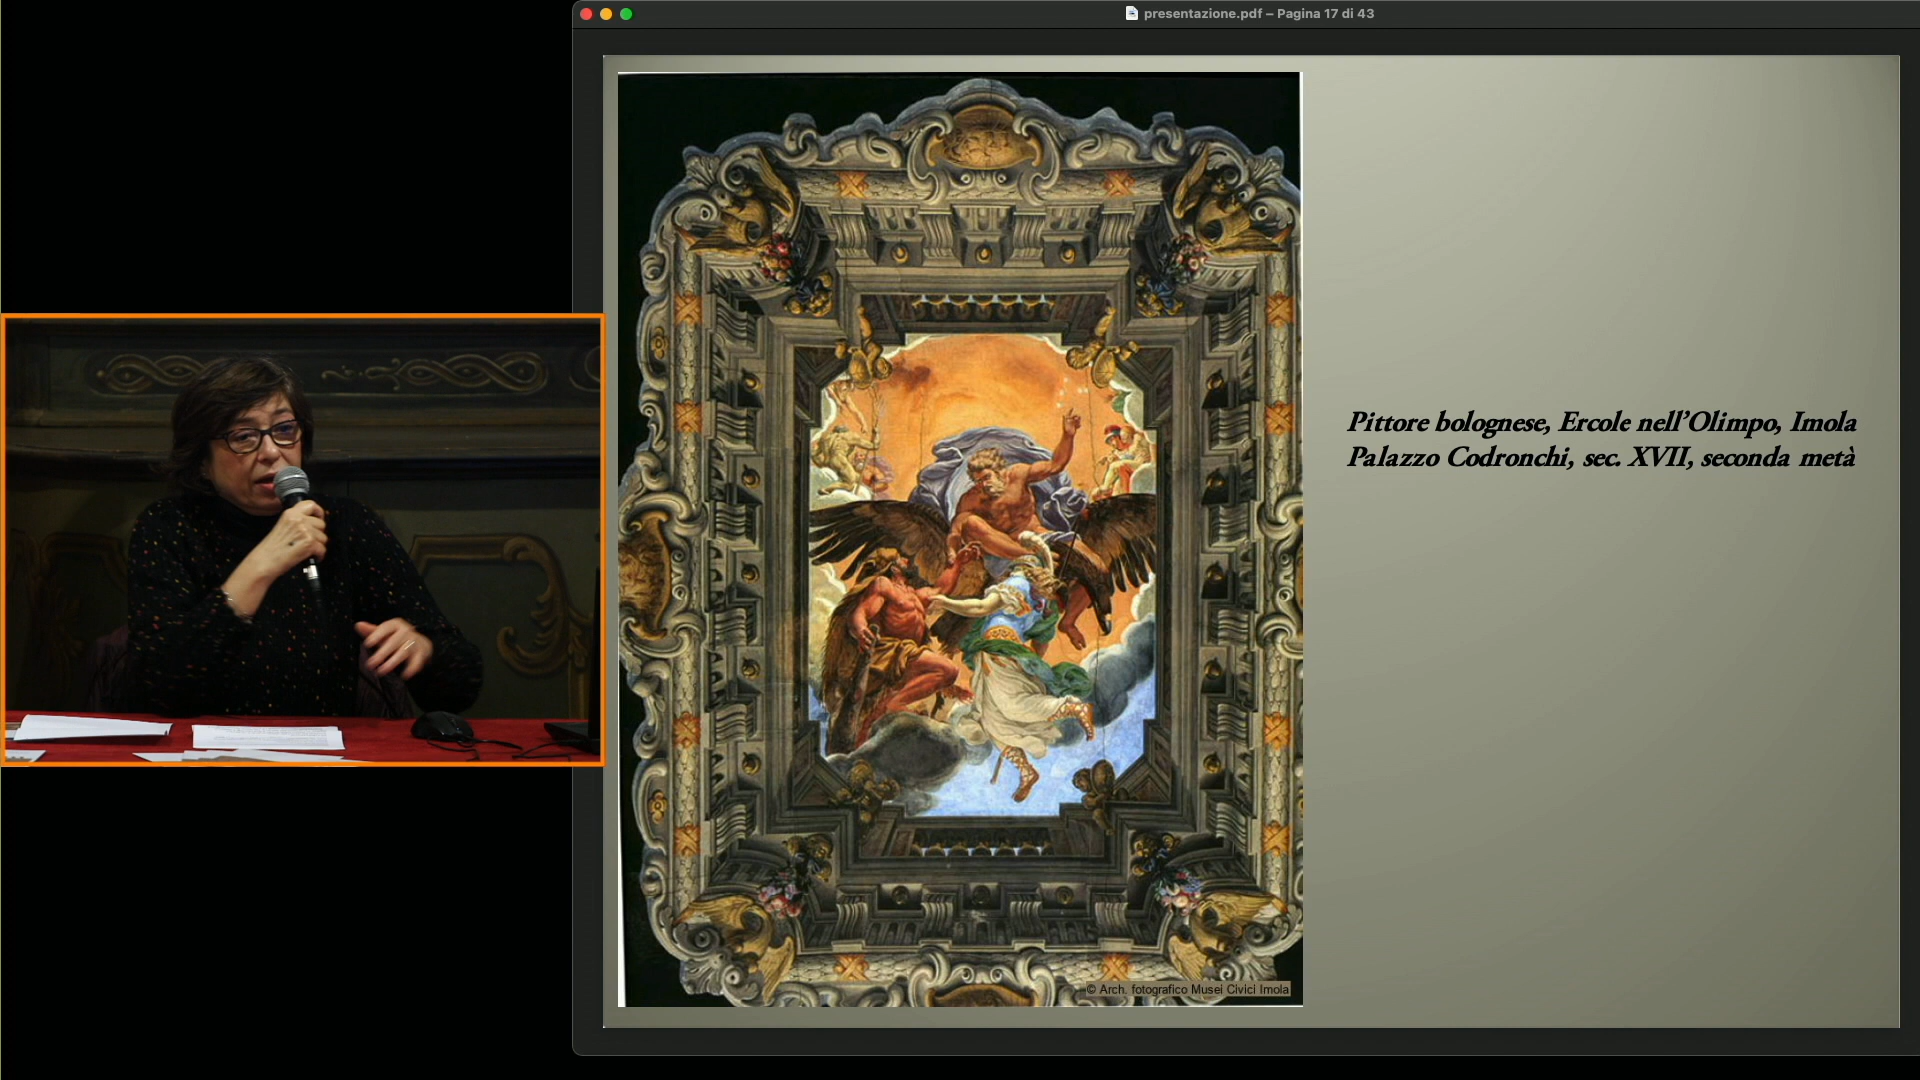 presentazione.pdf – Pagina 17 di 43
Pittore bolognese, Ercole nell’Olimpo, Imola
Palazzo Codronchi, sec. XVII, seconda metà
© Arch. fotografico Musei Civici Imola